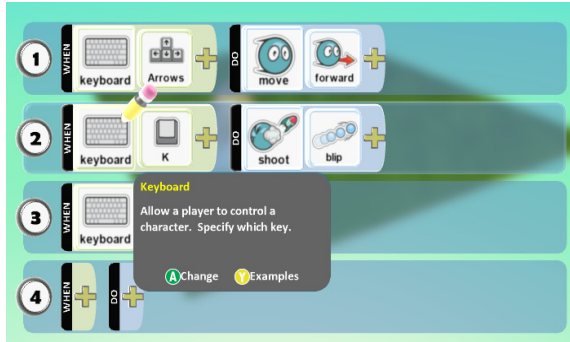 1 WHEN keyboard Arrows DO move forward
2 WHEN keyboard K DO shoot blip
Keyboard
Allow a player to control a
character. Specify which key.
A Change Y Examples
3 WHEN keyboard
4 WHEN DO